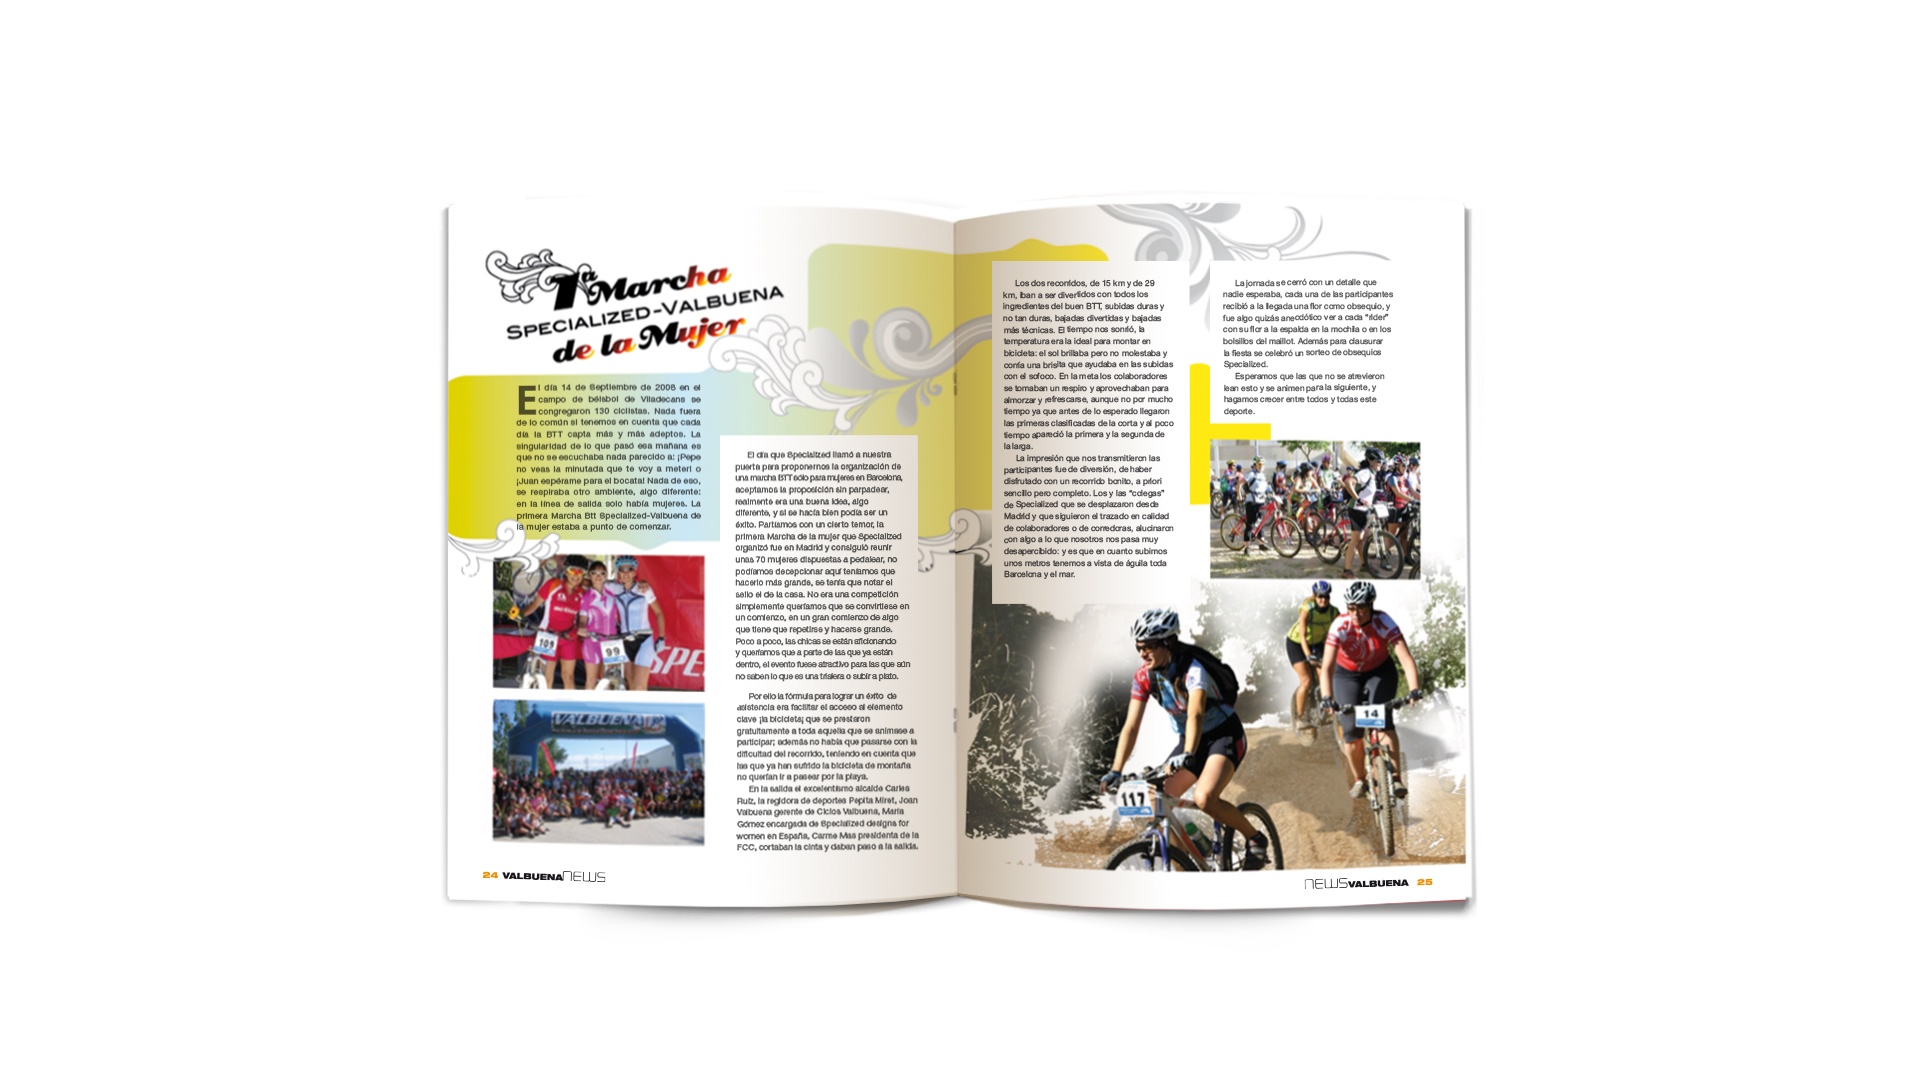 1ª Marcha
SPECIALIZED-VALBUENA
de la Mujer
El día 14 de Septiembre de 2008 en el
campo de béisbol de Viladecans se
congregaron 130 ciclistas. Nada fuera
de lo común si tenemos en cuenta que cada
día la BTT capta más y más adeptos. La
singularidad de lo que pasó esa mañana es
que no se escuchaba nada parecido a: ¡Pepe
no veas la minutada que te voy a meter! o
¡Juan espérame para el bocata! Nada de eso,
se respiraba otro ambiente, algo diferente:
en la línea de salida solo había mujeres. La
primera Marcha Btt Specialized-Valbuena de
la mujer estaba a punto de comenzar.
109
99
SPE
VALBUENA
El día que Specialized llamó a nuestra
puerta para proponernos la organización de
una marcha BTT sólo para mujeres en Barcelona,
aceptamos la proposición sin parpadear,
realmente era una buena idea, algo
diferente, y si se hacía bien podía ser un
éxito. Partíamos con un cierto temor, la
primera Marcha de la mujer que Specialized
organizó fue en Madrid y consiguió reunir
unas 70 mujeres dispuestas a pedalear, no
podíamos decepcionar aquí teníamos que
hacerlo más grande, se tenía que notar el
sello el de la casa. No era una competición
simplemente queríamos que se convirtiese en
un comienzo, en un gran comienzo de algo
que tiene que repetirse y hacerse grande.
Poco a poco, las chicas se están aficionando
y queríamos que a parte de las que ya están
dentro, el evento fuese atractivo para las que aún
no saben lo que es una trialera o subir a plato.
Por ello la fórmula para lograr un éxito de
asistencia era facilitar el acceso al elemento
clave ¡la bicicleta¡ que se prestaron
gratuitamente a toda aquella que se animase a
participar; además no había que pasarse con la
dificultad del recorrido, teniendo en cuenta que
las que ya han sufrido la bicicleta de montaña
no querían ir a pasear por la playa.
En la salida el excelentísmo alcalde Carles
Ruiz, la regidora de deportes Pepita Miret, Joan
Valbuena gerente de Ciclos Valbuena, María
Gómez encargada de Specialized designs for
women en España, Carme Mas presidenta de la
FCC, cortaban la cinta y daban paso a la salida.
24 VALBUENANEWS
Los dos recorridos, de 15 km y de 29
km, iban a ser divertidos con todos los
ingredientes del buen BTT, subidas duras y
no tan duras, bajadas divertidas y bajadas
más técnicas. El tiempo nos sonrió, la
temperatura era la ideal para montar en
bicicleta: el sol brillaba pero no molestaba y
corría una brisita que ayudaba en las subidas
con el sofoco. En la meta los colaboradores
se tomaban un respiro y aprovechaban para
almorzar y refrescarse, aunque no por mucho
tiempo ya que antes de lo esperado llegaron
las primeras clasificadas de la corta y al poco
tiempo apareció la primera y la segunda de
la larga.
La impresión que nos transmitieron las
participantes fue de diversión, de haber
disfrutado con un recorrido bonito, a priori
sencillo pero completo. Los y las "colegas"
de Specialized que se desplazaron desde
Madrid y que siguieron el trazado en calidad
de colaboradores o de corredoras, alucinaron
con algo a lo que nosotros nos pasa muy
desapercibido: y es que en cuanto subimos
unos metros tenemos a vista de águila toda
Barcelona y el mar.
La jornada se cerró con un detalle que
nadie esperaba, cada una de las participantes
recibió a la llegada una flor como obsequio, y
fue algo quizás anecdótico ver a cada "rider"
con su flor a la espalda en la mochila o en los
bolsillos del maillot. Además para clausurar
la fiesta se celebró un sorteo de obsequios
Specialized.
Esperamos que las que no se atrevieron
lean esto y se animen para la siguiente, y
hagamos crecer entre todos y todas este
deporte.
14
117
NEWSVALBUENA 25